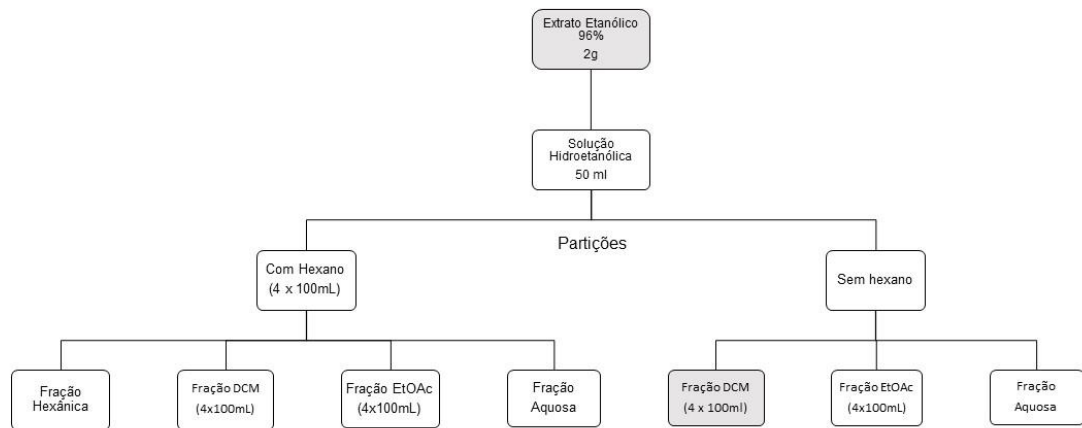 Extrato Etanólico
96%
2g
Solução
Hidroetanólica
50 ml
Partições
Com Hexano
(4 x 100mL)
Sem hexano
Fração
Hexânica
Fração DCM
(4x100mL)
Fração EtOAc
(4x100mL)
Fração
Aquosa
Fração DCM
(4 x 100ml)
Fração EtOAc
(4x100mL)
Fração
Aquosa